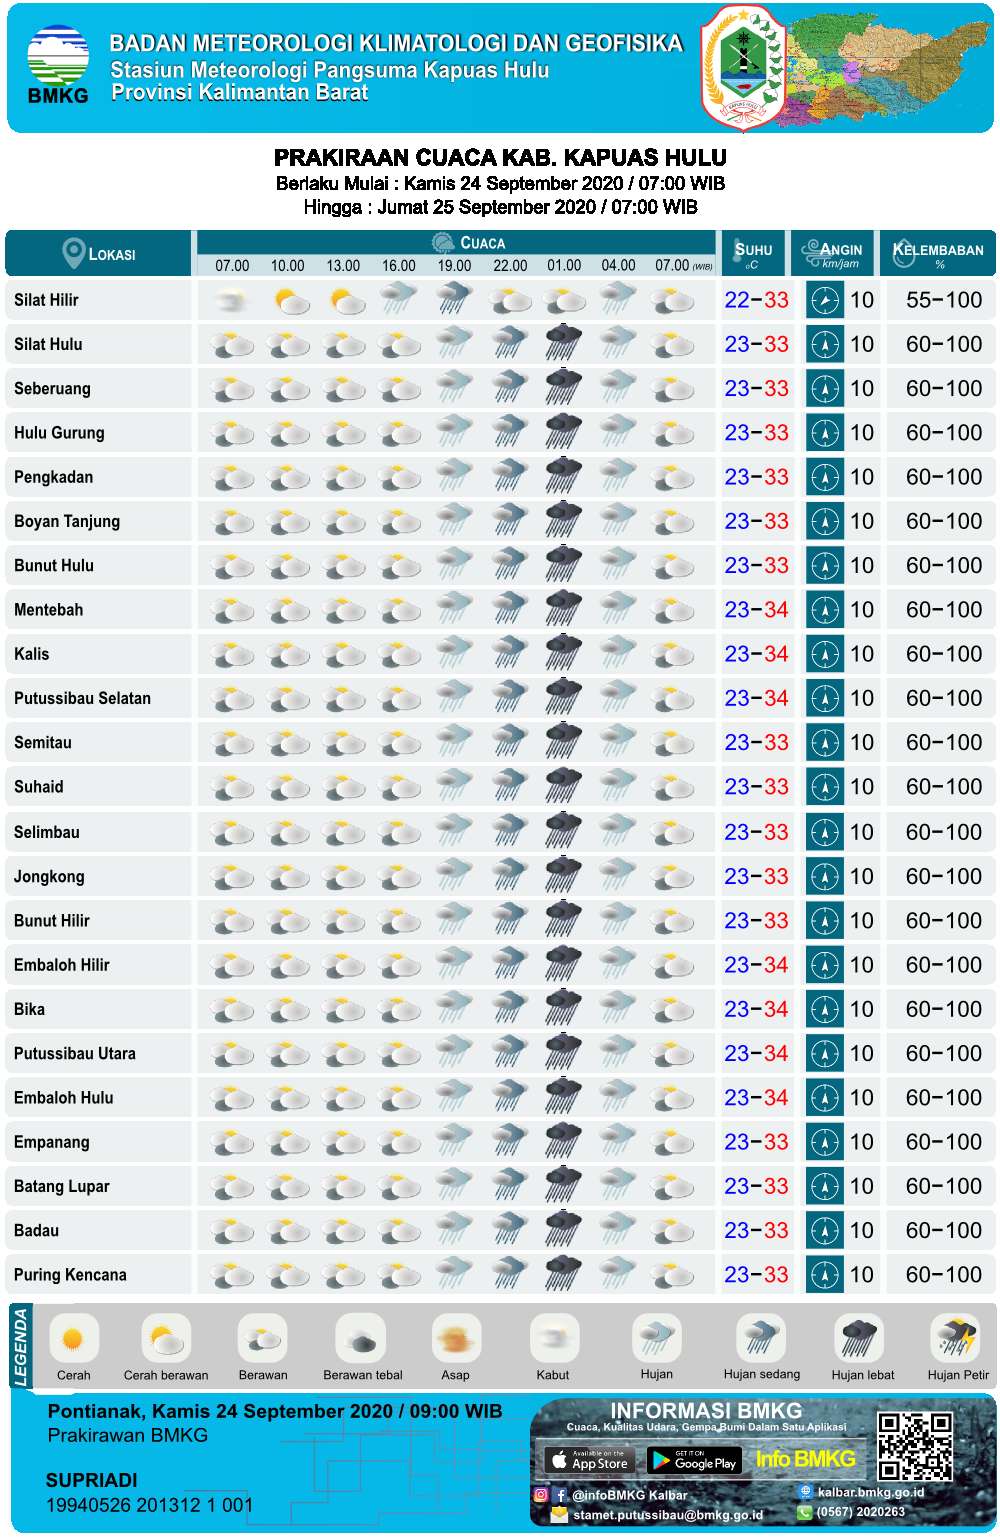 BMKG
BADAN METEOROLOGI KLIMATOLOGI DAN GEOFISIKA
Stasiun Meteorologi Pangsuma Kapuas Hulu
Provinsi Kalimantan Barat
KAPUAS HULU
PRAKIRAAN CUACA KAB. KAPUAS HULU
Berlaku Mulai : Kamis 24 September 2020 / 07:00 WIB
Hingga : Jumat 25 September 2020 / 07:00 WIB
LOKASI CUACA SUHU °C ANGIN km/jam KELEMBABAN %
07.00 10.00 13.00 16.00 19.00 22.00 01.00 04.00 07.00 (WIB)
Silat Hilir 22-33 10 55-100
Silat Hulu 23-33 10 60-100
Seberuang 23-33 10 60-100
Hulu Gurung 23-33 10 60-100
Pengkadan 23-33 10 60-100
Boyan Tanjung 23-33 10 60-100
Bunut Hulu 23-33 10 60-100
Mentebah 23-34 10 60-100
Kalis 23-34 10 60-100
Putussibau Selatan 23-34 10 60-100
Semitau 23-33 10 60-100
Suhaid 23-33 10 60-100
Selimbau 23-33 10 60-100
Jongkong 23-33 10 60-100
Bunut Hilir 23-33 10 60-100
Embaloh Hilir 23-34 10 60-100
Bika 23-34 10 60-100
Putussibau Utara 23-34 10 60-100
Embaloh Hulu 23-34 10 60-100
Empanang 23-33 10 60-100
Batang Lupar 23-33 10 60-100
Badau 23-33 10 60-100
Puring Kencana 23-33 10 60-100
LEGENDA
Cerah Cerah berawan Berawan Berawan tebal Asap Kabut Hujan Hujan sedang Hujan lebat Hujan Petir
Pontianak, Kamis 24 September 2020 / 09:00 WIB
Prakirawan BMKG
SUPRIADI
19940526 201312 1 001
INFORMASI BMKG
Cuaca, Kualitas Udara, Gempa Bumi Dalam Satu Aplikasi
Available on the App Store GET IT ON Google Play Info BMKG
@infoBMKG Kalbar kalbar.bmkg.go.id
stamet.putussibau@bmkg.go.id (0567) 2020263